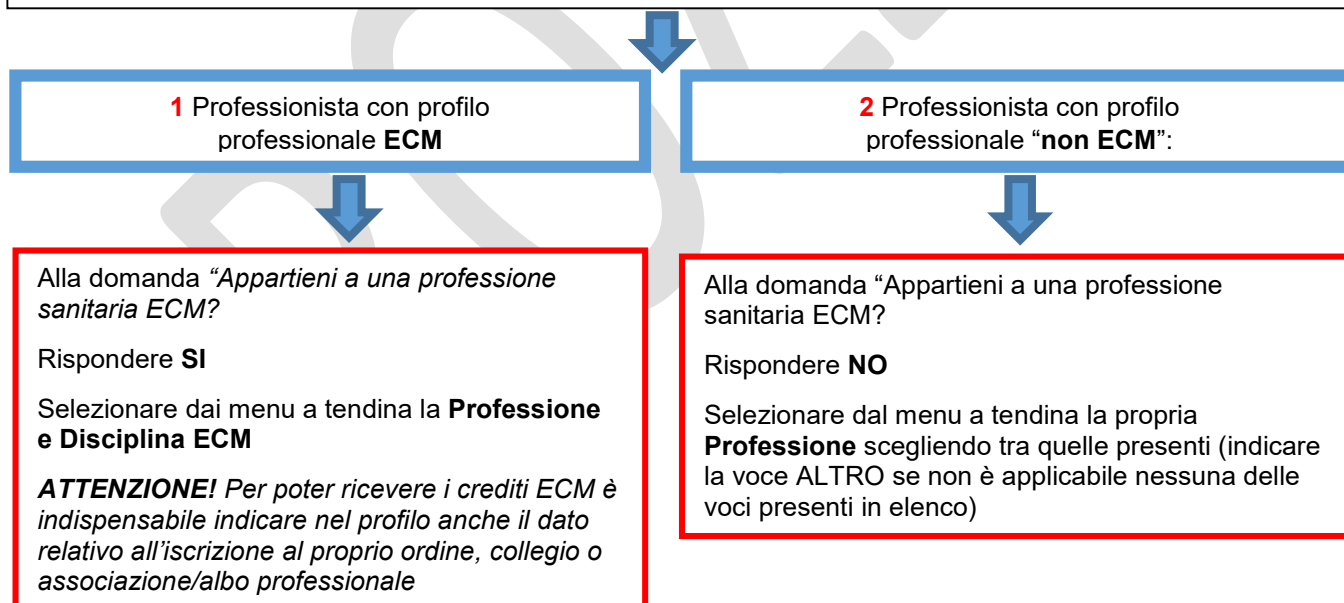 1 Professionista con profilo
professionale ECM
2 Professionista con profilo
professionale “non ECM”:
Alla domanda “Appartieni a una professione
sanitaria ECM?
Rispondere SI
Selezionare dai menu a tendina la Professione
e Disciplina ECM
ATTENZIONE! Per poter ricevere i crediti ECM è
indispensabile indicare nel profilo anche il dato
relativo all’iscrizione al proprio ordine, collegio o
associazione/albo professionale
Alla domanda “Appartieni a una professione
sanitaria ECM?
Rispondere NO
Selezionare dal menu a tendina la propria
Professione scegliendo tra quelle presenti (indicare
la voce ALTRO se non è applicabile nessuna delle
voci presenti in elenco)